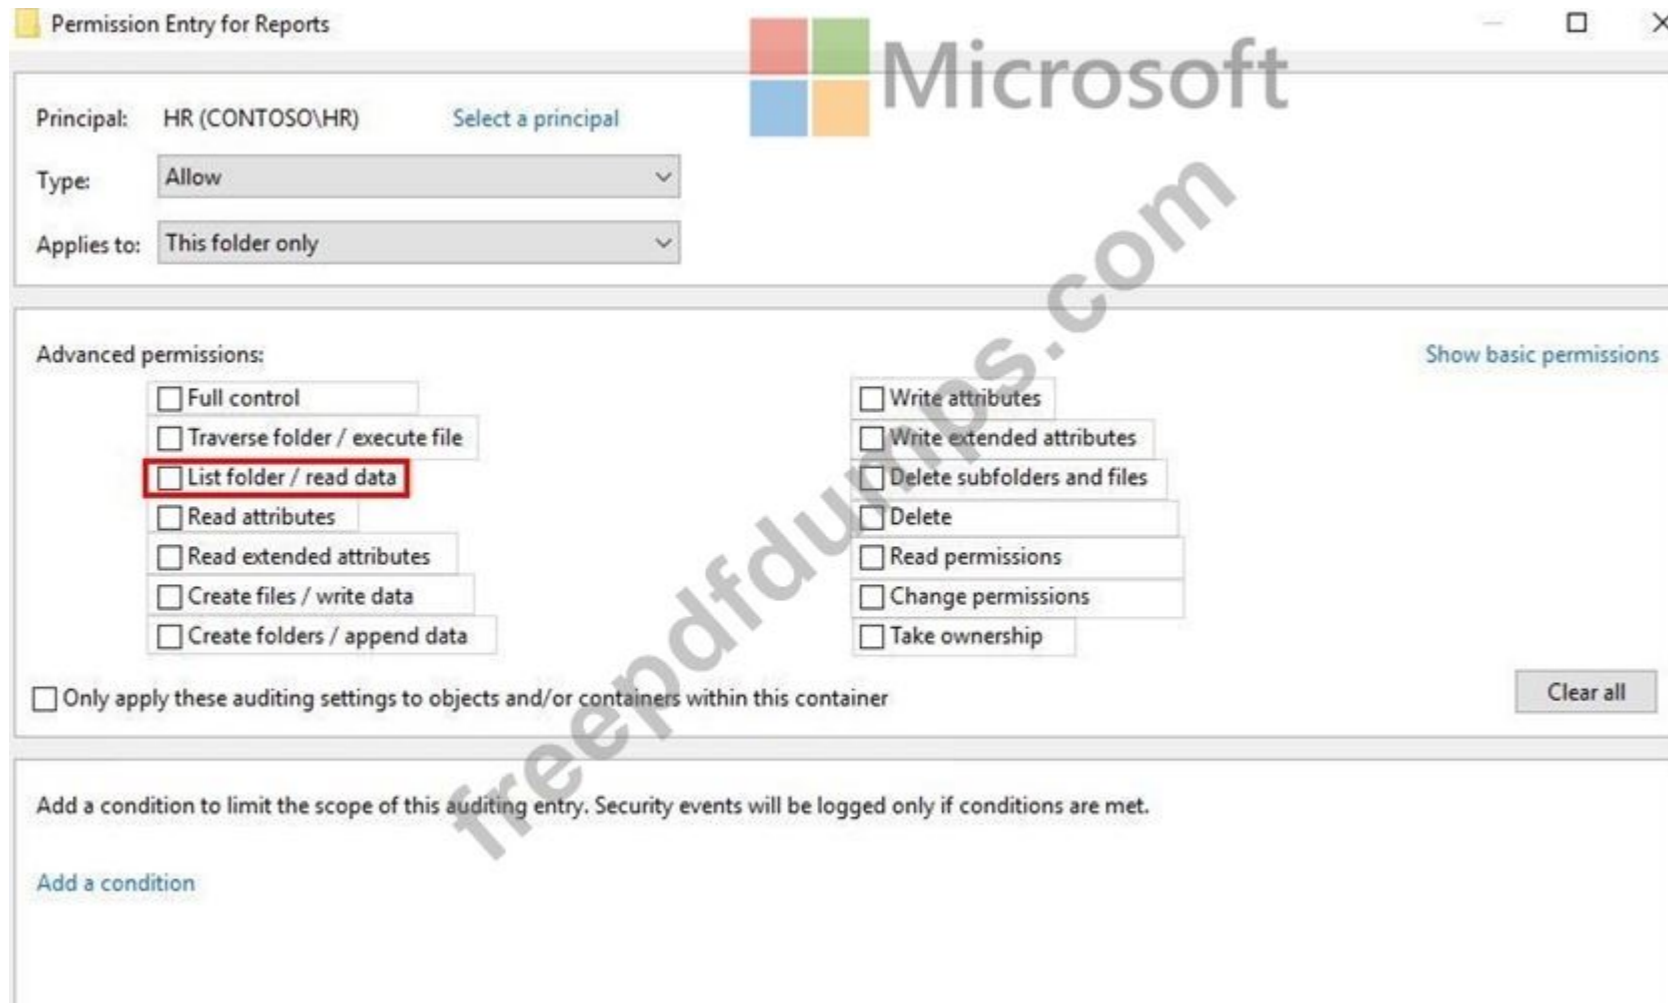 Permission Entry for Reports
Microsoft
Principal: HR (CONTOSO\HR) Select a principal
Type: Allow
Applies to: This folder only
Advanced permissions: Show basic permissions
Full control
Traverse folder / execute file
List folder / read data
Read attributes
Read extended attributes
Create files / write data
Create folders / append data
Write attributes
Write extended attributes
Delete subfolders and files
Delete
Read permissions
Change permissions
Take ownership
Only apply these auditing settings to objects and/or containers within this container
Clear all
Add a condition to limit the scope of this auditing entry. Security events will be logged only if conditions are met.
Add a condition
freepdfdumps.com